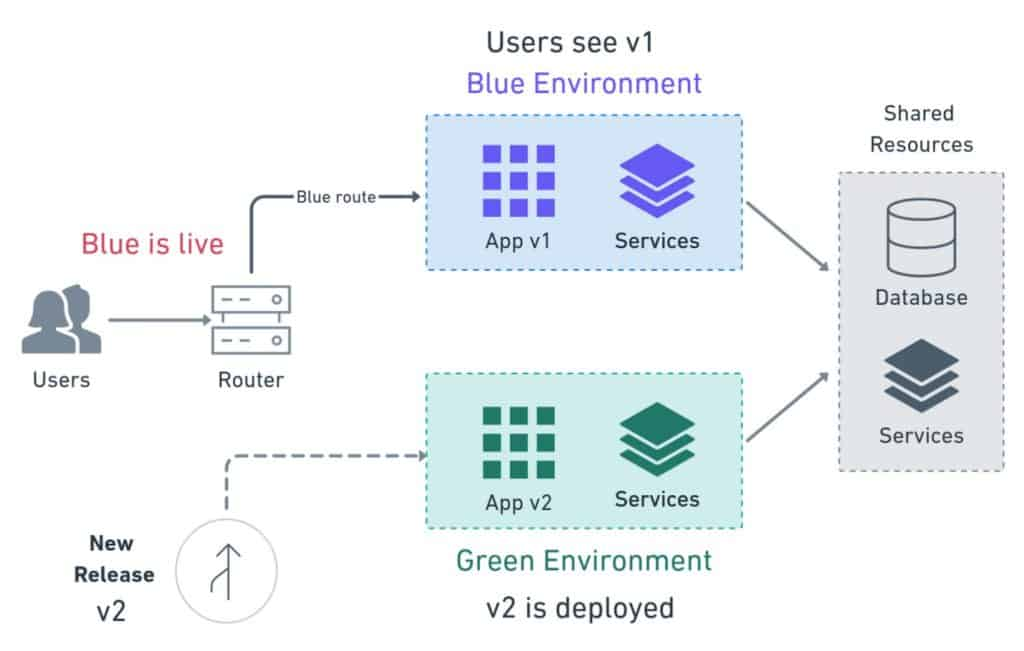 Users see v1
Blue Environment
Shared
Resources
Blue route
App v1
Services
Blue is live
Database
Users
Router
Services
App v2
Services
New
Release
v2
Green Environment
v2 is deployed